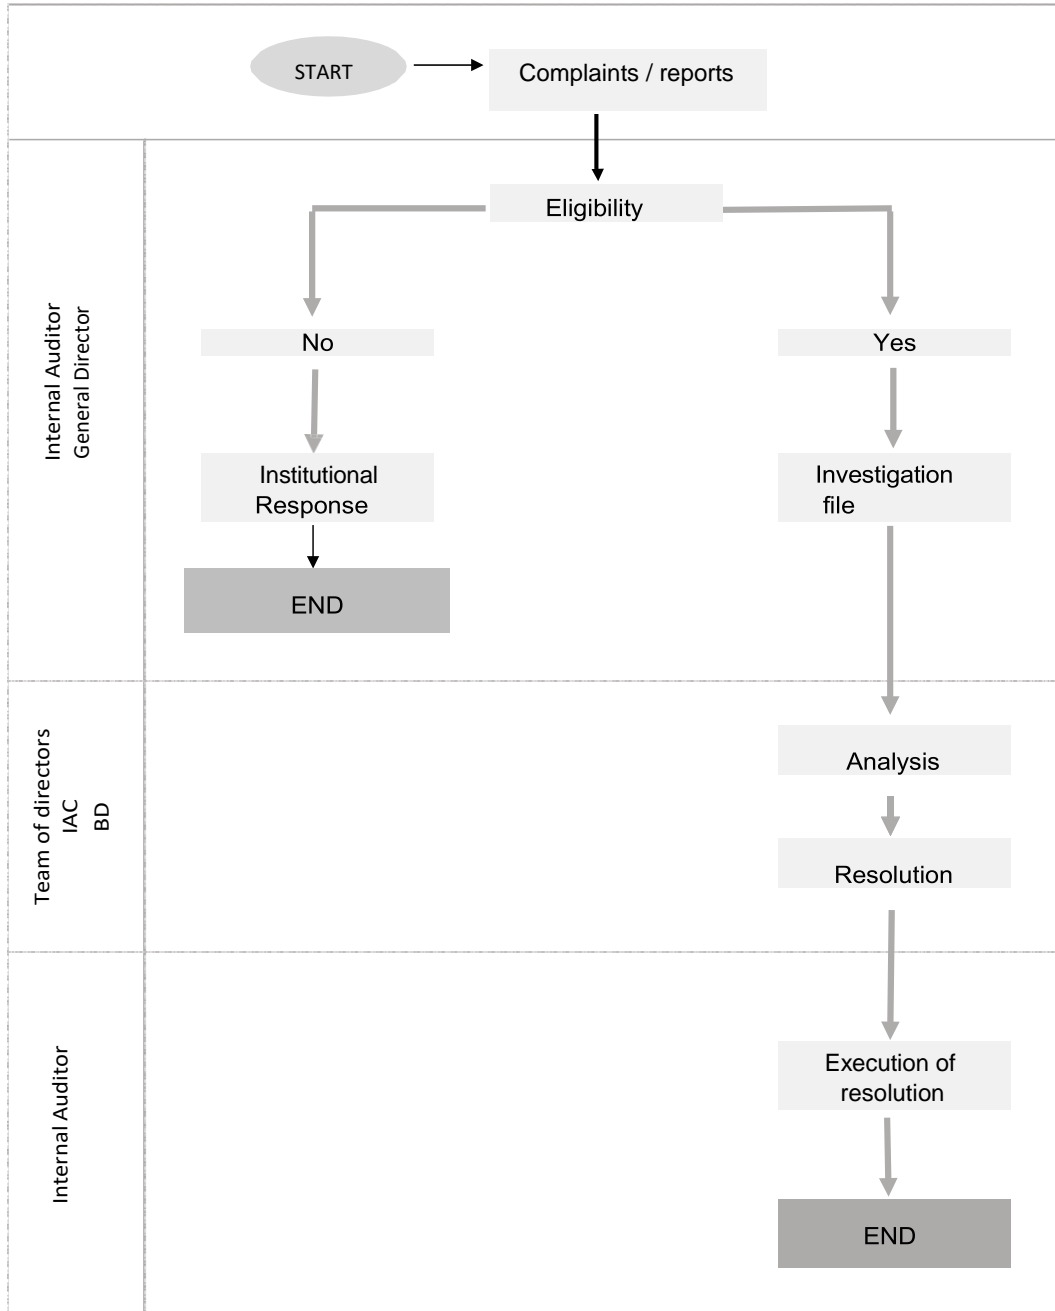 START
Complaints / reports
Internal Auditor
General Director
Eligibility
No
Yes
Institutional
Response
Investigation
file
END
Team of directors
IAC
BD
Analysis
Resolution
Internal Auditor
Execution of
resolution
END